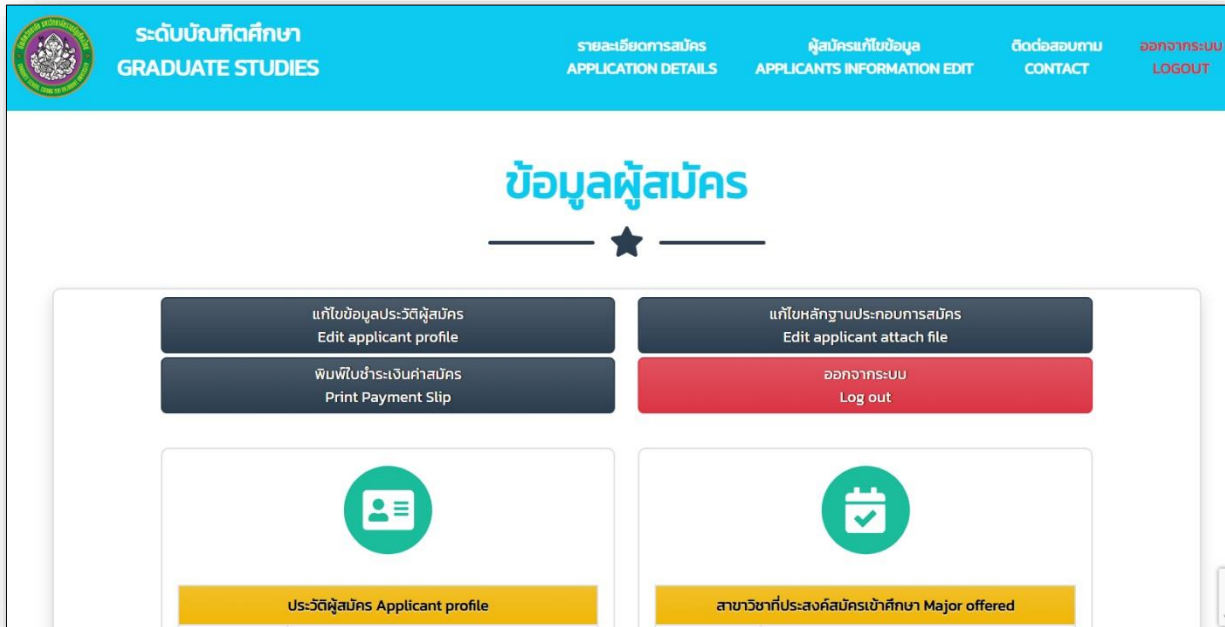 ระดับบัณฑิตศึกษา
GRADUATE STUDIES
รายละเอียดการสมัคร
APPLICATION DETAILS
ผู้สมัครแก้ไขข้อมูล
APPLICANTS INFORMATION EDIT
ติดต่อสอบถาม
CONTACT
ออกจากระบบ
LOGOUT
ข้อมูลผู้สมัคร
แก้ไขข้อมูลประวัติผู้สมัคร
Edit applicant profile
แก้ไขหลักฐานประกอบการสมัคร
Edit applicant attach file
พิมพ์ใบชำระเงินค่าสมัคร
Print Payment Slip
ออกจากระบบ
Log out
ประวัติผู้สมัคร Applicant profile
สาขาวิชาที่ประสงค์สมัครเข้าศึกษา Major offered